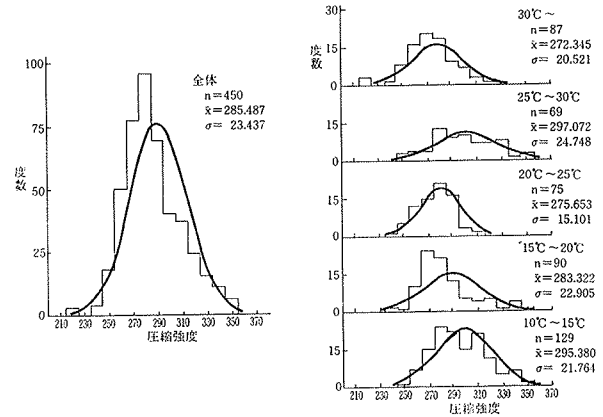 全体
n=450
x̄=285.487
σ=23.437
度数
100
75
50
25
0
210 230 250 270 290 310 330 350 370
圧縮強度
30℃〜
n=87
x̄=272.345
σ=20.521
度数
30
15
0
25℃〜30℃
n=69
x̄=297.072
σ=24.748
15
0
20℃〜25℃
n=75
x̄=275.653
σ=15.101
15
0
15℃〜20℃
n=90
x̄=283.322
σ=22.905
15
0
10℃〜15℃
n=129
x̄=295.380
σ=21.764
15
0
210 230 250 270 290 310 330 350 370
圧縮強度